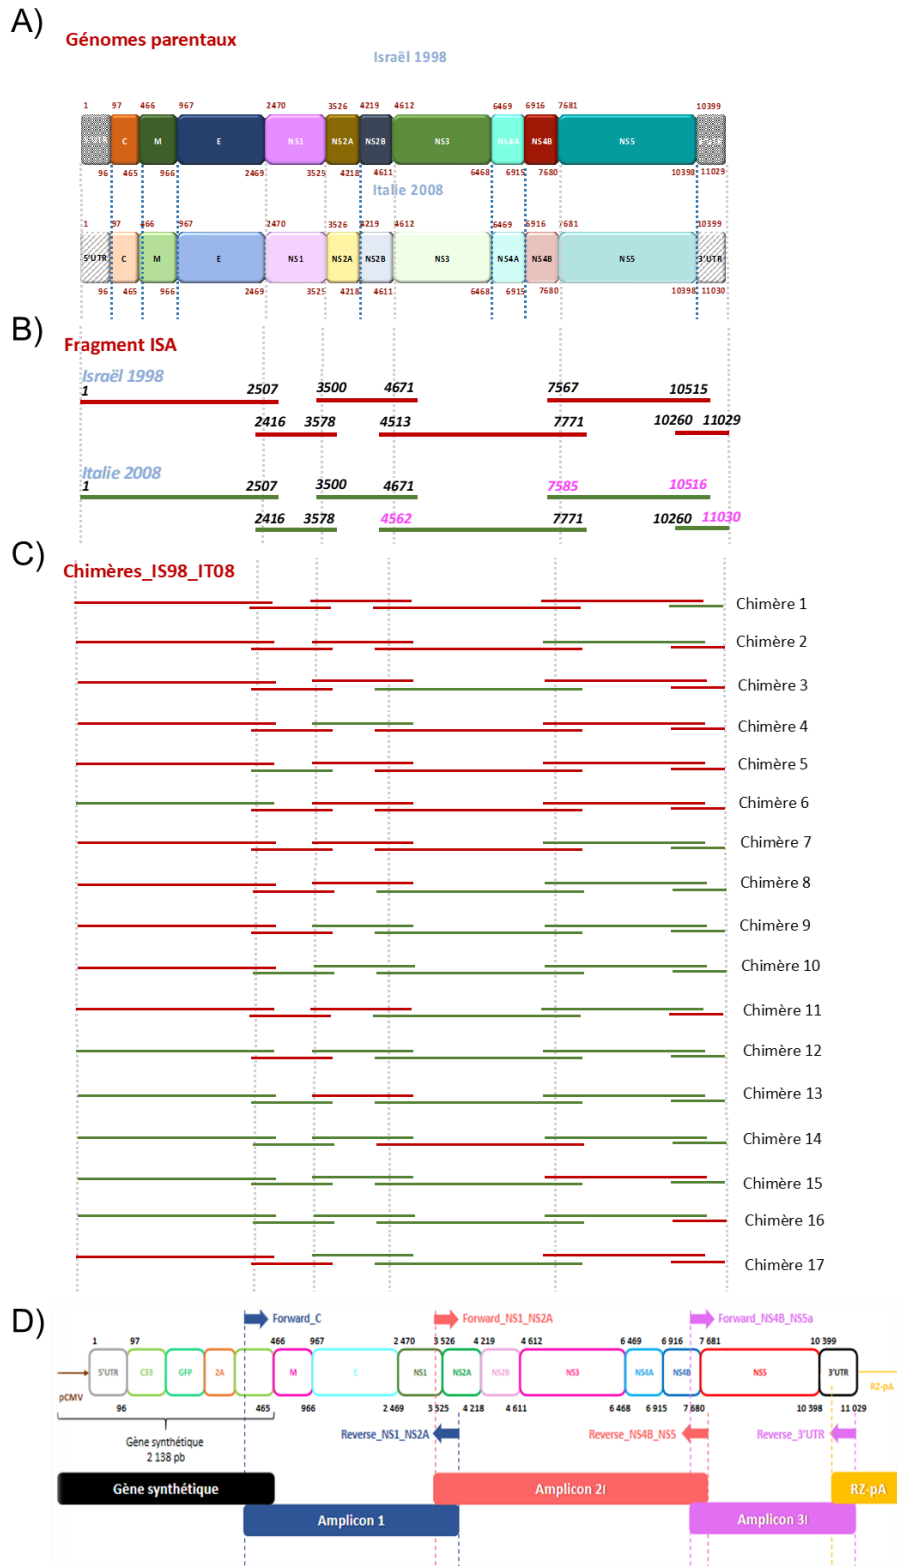 A)
Génomes parentaux
Israël 1998
1 97 466 967 2470 3526 4219 4612 6469 6916 7681 10399
5'UTR C M E NS1 NS2A NS2B NS3 NS4A NS4B NS5 3'UTR
96 465 966 2469 3525 4218 4611 6468 6915 7680 10398 11029
Italie 2008
1 97 466 967 2470 3526 4219 4612 6469 6916 7681 10399
5'UTR C M E NS1 NS2A NS2B NS3 NS4A NS4B NS5 3'UTR
96 465 966 2469 3525 4218 4611 6468 6915 7680 10398 11030
B)
Fragment ISA
Israël 1998
1 2507 3500 4671 7567 10515
2416 3578 4513 7771 10260 11029
Italie 2008
1 2507 3500 4671 7585 10516
2416 3578 4562 7771 10260 11030
C)
Chimères_IS98_IT08
Chimère 1
Chimère 2
Chimère 3
Chimère 4
Chimère 5
Chimère 6
Chimère 7
Chimère 8
Chimère 9
Chimère 10
Chimère 11
Chimère 12
Chimère 13
Chimère 14
Chimère 15
Chimère 16
Chimère 17
D)
Forward_C Forward_NS1_NS2A Forward_NS4B_NS5a
1 97 466 967 2 470 3 526 4 219 4 612 6 469 6 916 7 681 10 399
5'UTR C33 GFP 2A M E NS1 NS2A NS2B NS3 NS4A NS4B NS5 3'UTR RZ-pA
pCMV
96 465 966 2 469 3 525 4 218 4 611 6 468 6 915 7 680 10 398 11 029
Reverse_NS1_NS2A Reverse_NS4B_NS5 Reverse_3'UTR
Gène synthétique
2 138 pb
Gène synthétique Amplicon 2I RZ-pA
Amplicon 1 Amplicon 3I